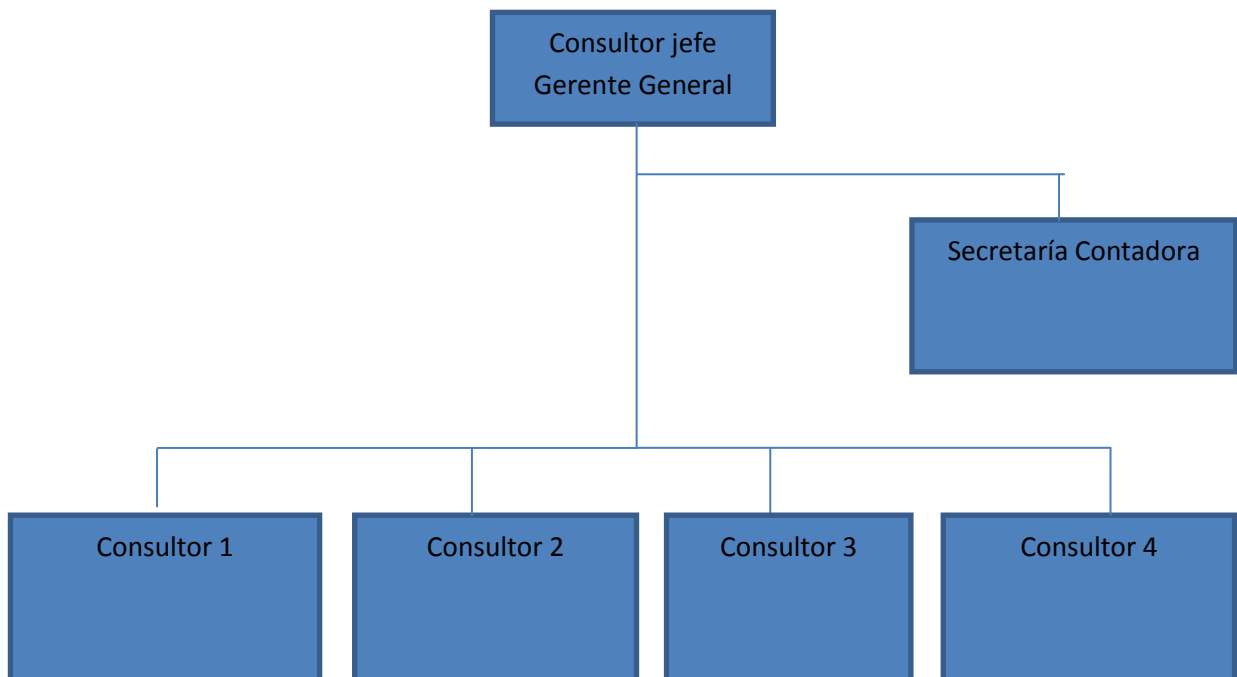 Consultor jefe
Gerente General
Secretaría Contadora
Consultor 1
Consultor 2
Consultor 3
Consultor 4